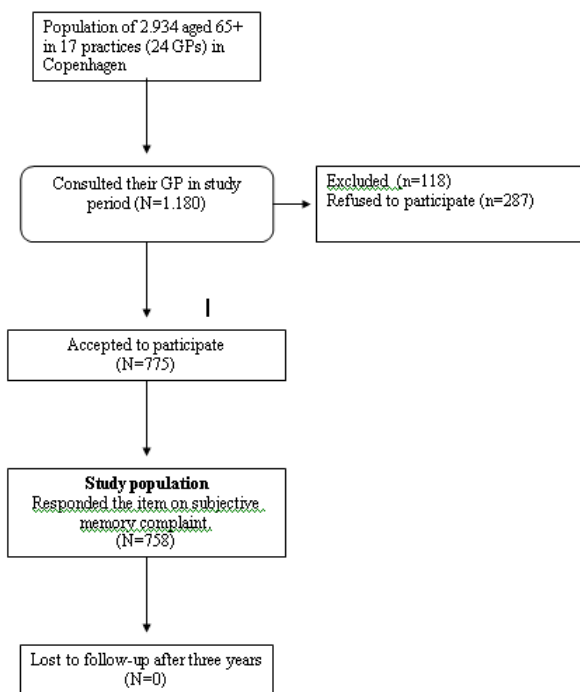 Population of 2.934 aged 65+
in 17 practices (24 GPs) in
Copenhagen
Consulted their GP in study
period (N=1.180)
Excluded (n=118)
Refused to participate (n=287)
Accepted to participate
(N=775)
Study population
Responded the item on subjective
memory complaint.
(N=758)
Lost to follow-up after three years
(N=0)